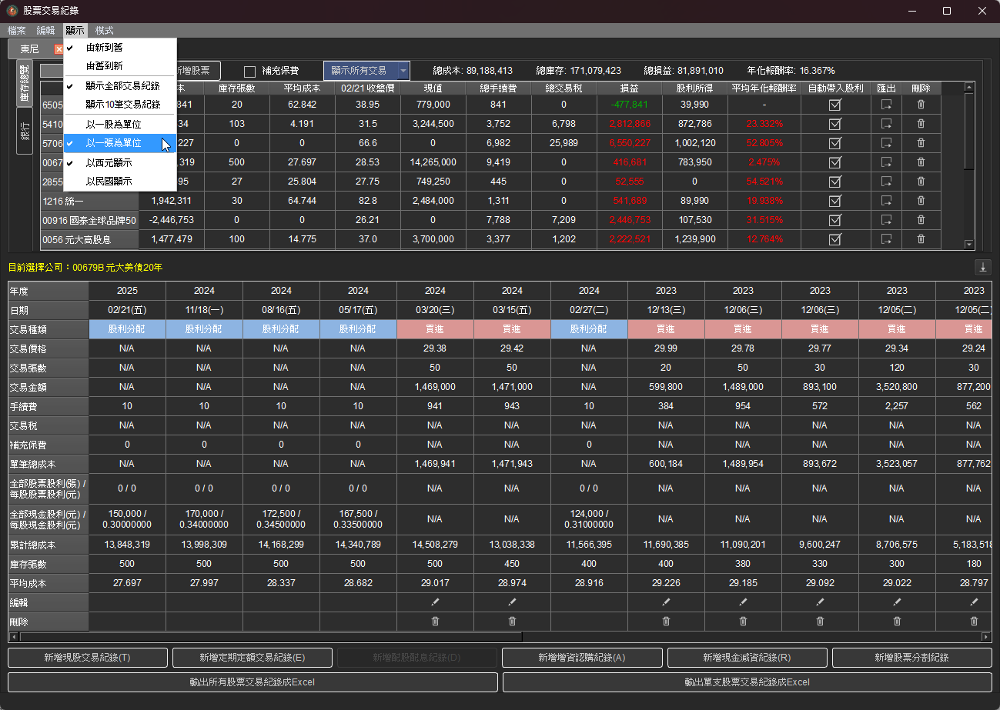 股票交易紀錄
檔案 編輯 顯示 模式
東尼
由新到舊
由舊到新
顯示全部交易紀錄
顯示10筆交易紀錄
以一股為單位
以一張為單位
以西元顯示
以民國顯示
庫存總覽
銀行
新增股票 補充保費 顯示所有交易 總成本: 89,188,413 總庫存: 171,079,423 總損益: 81,891,010 年化報酬率: 16.367%
本 庫存張數 平均成本 02/21 收盤價 現值 總手續費 總交易稅 損益 股利所得 平均年化報酬率 自動帶入股利 匯出 刪除
6505 841 20 62.842 38.95 779,000 841 0 -477,841 39,990 -
5410 34 103 4.191 31.5 3,244,500 3,752 6,798 2,812,866 872,786 23.332%
5706 227 0 0 66.6 0 6,982 25,989 6,550,227 1,002,120 52.805%
0067 ,319 500 27.697 28.53 14,265,000 9,419 0 416,681 783,950 2.475%
2855 95 27 25.804 27.75 749,250 445 0 52,555 0 54.521%
1216 統一 1,942,311 30 64.744 82.8 2,484,000 1,311 0 541,689 89,990 19.938%
00916 國泰全球品牌50 -2,446,753 0 0 26.21 0 7,788 7,209 2,446,753 107,530 31.515%
0056 元大高股息 1,477,479 100 14.775 37.0 3,700,000 3,377 1,202 2,222,521 1,239,900 12.764%
目前選擇公司：00679B 元大美債20年
年度 2025 2024 2024 2024 2024 2024 2024 2023 2023 2023 2023 2023
日期 02/21(五) 11/18(一) 08/16(五) 05/17(五) 03/20(三) 03/15(五) 02/27(二) 12/13(三) 12/06(三) 12/06(三) 12/05(二) 12/05(二
交易種類 股利分配 股利分配 股利分配 股利分配 買進 買進 股利分配 買進 買進 買進 買進 買進
交易價格 N/A N/A N/A N/A 29.38 29.42 N/A 29.99 29.78 29.77 29.34 29.24
交易張數 N/A N/A N/A N/A 50 50 N/A 20 50 30 120 30
交易金額 N/A N/A N/A N/A 1,469,000 1,471,000 N/A 599,800 1,489,000 893,100 3,520,800 877,200
手續費 10 10 10 10 941 943 10 384 954 572 2,257 562
交易稅 N/A N/A N/A N/A N/A N/A N/A N/A N/A N/A N/A N/A
補充保費 0 0 0 0 N/A N/A 0 N/A N/A N/A N/A N/A
單筆總成本 N/A N/A N/A N/A 1,469,941 1,471,943 N/A 600,184 1,489,954 893,672 3,523,057 877,762
全部股票股利(張) /
每股股票股利(元) 0 / 0 0 / 0 0 / 0 0 / 0 N/A N/A 0 / 0 N/A N/A N/A N/A N/A
全部現金股利(元) / 150,000 / 170,000 / 172,500 / 167,500 / N/A N/A 124,000 / N/A N/A N/A N/A N/A
每股現金股利(元) 0.30000000 0.34000000 0.34500000 0.33500000 0.31000000
累計總成本 13,848,319 13,998,309 14,168,299 14,340,789 14,508,279 13,038,338 11,566,395 11,690,385 11,090,201 9,600,247 8,706,575 5,183,518
庫存張數 500 500 500 500 500 450 400 400 380 330 300 180
平均成本 27.697 27.997 28.337 28.682 29.017 28.974 28.916 29.226 29.185 29.092 29.022 28.797
編輯
刪除
新增現股交易紀錄(T) 新增定期定額交易紀錄(E) 新增配股配息紀錄(D) 新增增資認購紀錄(A) 新增現金減資紀錄(R) 新增股票分割紀錄
輸出所有股票交易紀錄成Excel 輸出單支股票交易紀錄成Excel